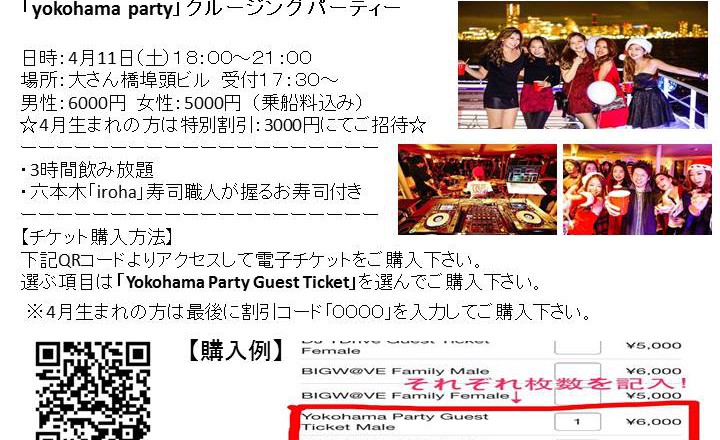 「yokohama party」クルージングパーティー
日時：4月11日（土）18：00～21：00
場所：大さん橋埠頭ビル 受付17：30～
男性：6000円 女性：5000円 （乗船料込み）
☆4月生まれの方は特別割引：3000円にてご招待☆
ーーーーーーーーーーーーーーーーーーーーー
・3時間飲み放題
・六本木「iroha」寿司職人が握るお寿司付き
ーーーーーーーーーーーーーーーーーーーーー
【チケット購入方法】
下記QRコードよりアクセスして電子チケットをご購入下さい。
選ぶ項目は「Yokohama Party Guest Ticket」を選んでご購入下さい。
※4月生まれの方は最後に割引コード「OOOO」を入力してご購入下さい。
【購入例】
DJ TDrive Guest Ticket Female ¥5,000
BIGW@VE Family Male ¥6,000
BIGW@VE Family Female ¥5,000
それぞれ枚数を記入！
↓
Yokohama Party Guest Ticket Male 1 ¥6,000